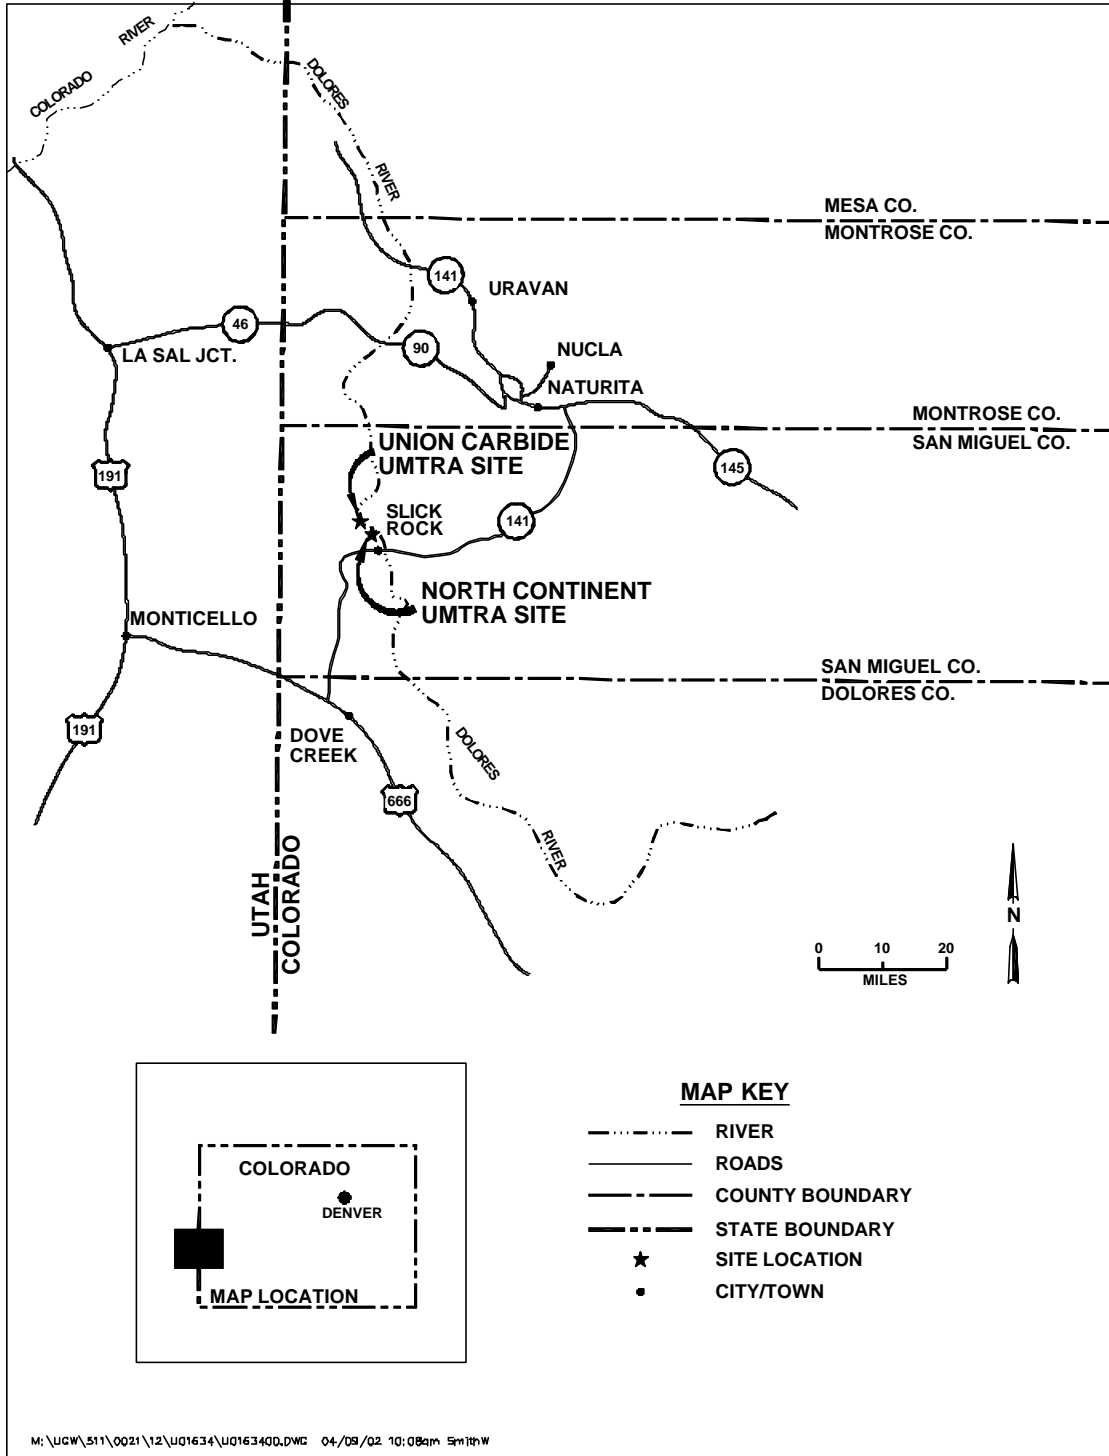 RIVER
COLORADO
DOLORES
RIVER
MESA CO.
MONTROSE CO.
141
URAVAN
46
90
LA SAL JCT.
NUCLA
NATURITA
MONTROSE CO.
SAN MIGUEL CO.
UNION CARBIDE
UMTRA SITE
145
191
SLICK
ROCK
141
NORTH CONTINENT
UMTRA SITE
MONTICELLO
SAN MIGUEL CO.
DOLORES CO.
191
DOVE
CREEK
DOLORES
666
RIVER
UTAH
COLORADO
N
0 10 20
MILES
MAP KEY
RIVER
ROADS
COUNTY BOUNDARY
STATE BOUNDARY
SITE LOCATION
CITY/TOWN
COLORADO
DENVER
MAP LOCATION
M:\UGW\511\0021\12\U01634\U0163400.DWG 04/09/02 10:08am SmithW